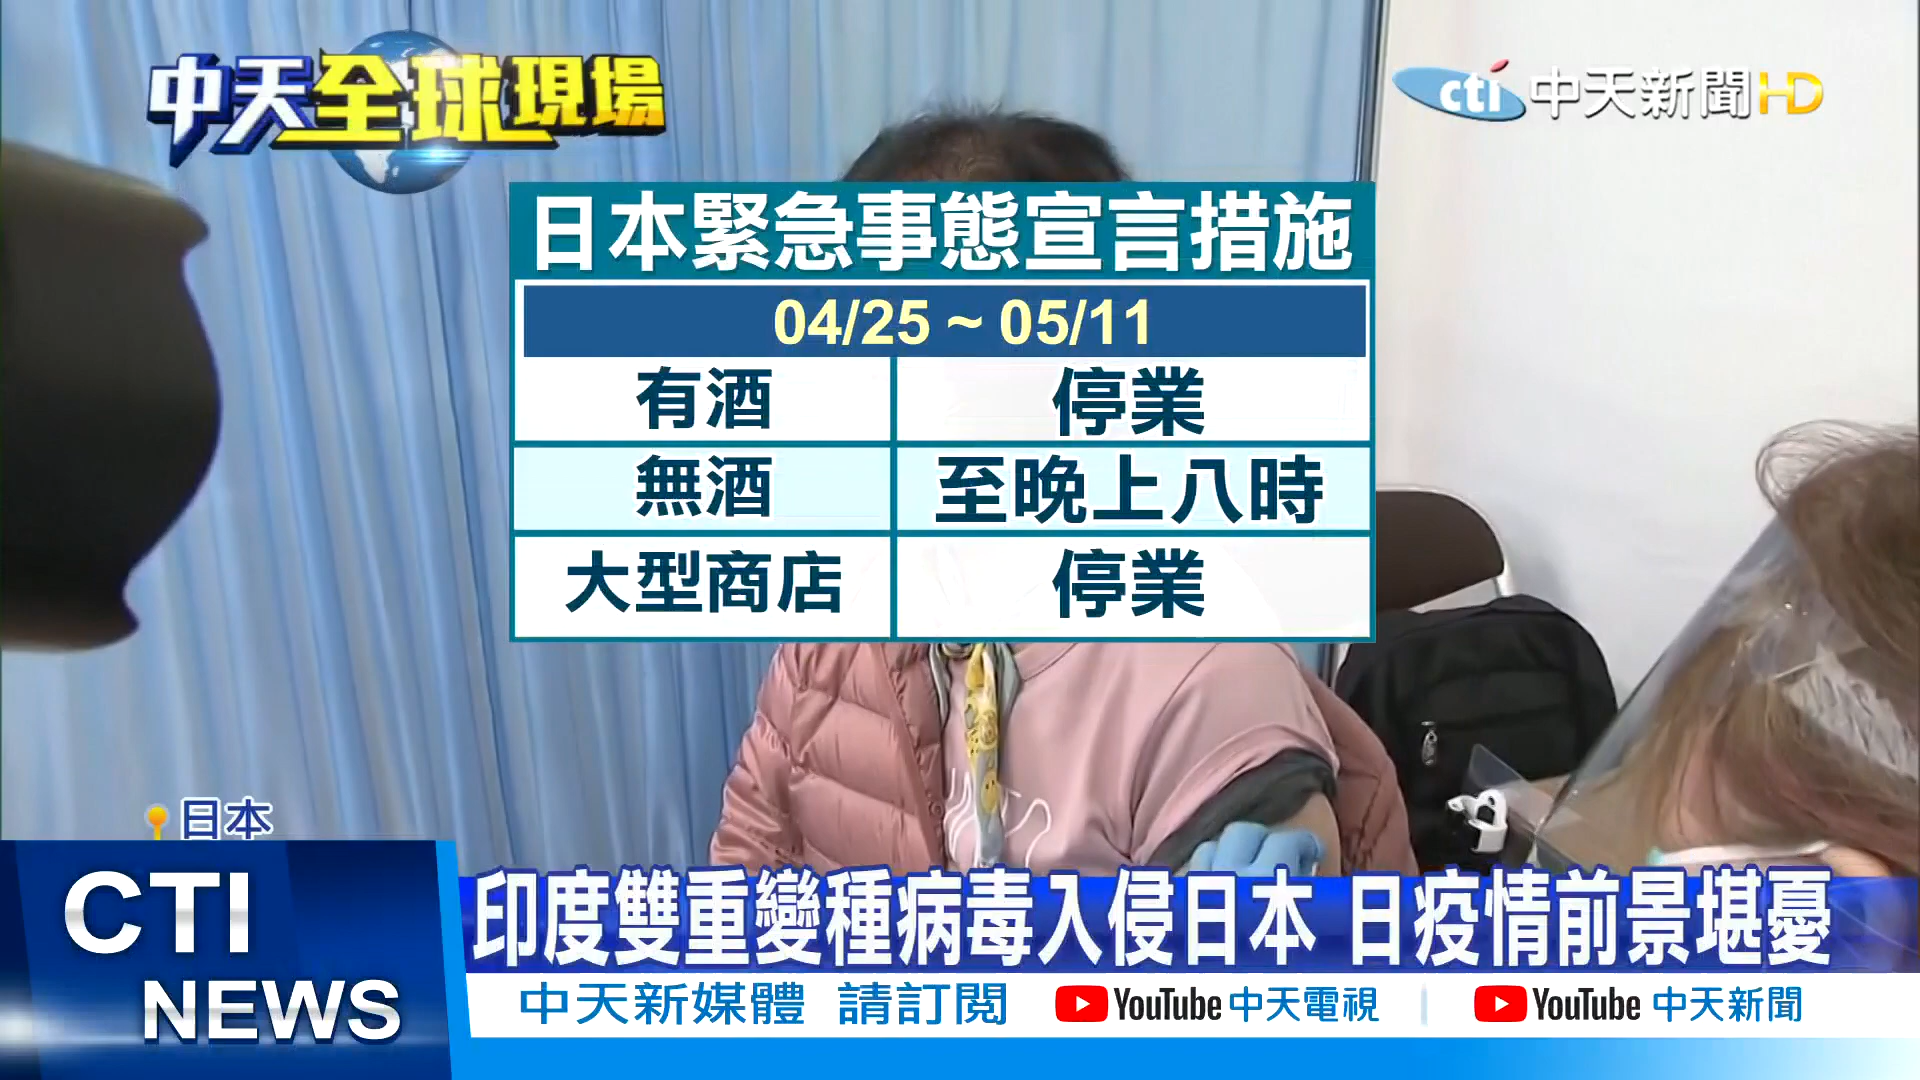 中天全球現場
cti 中天新聞HD
日本緊急事態宣言措施
04/25 ~ 05/11
有酒 停業
無酒 至晚上八時
大型商店 停業
日本
CTI
NEWS
印度雙重變種病毒入侵日本 日疫情前景堪憂
中天新媒體 請訂閱 YouTube 中天電視 | YouTube 中天新聞